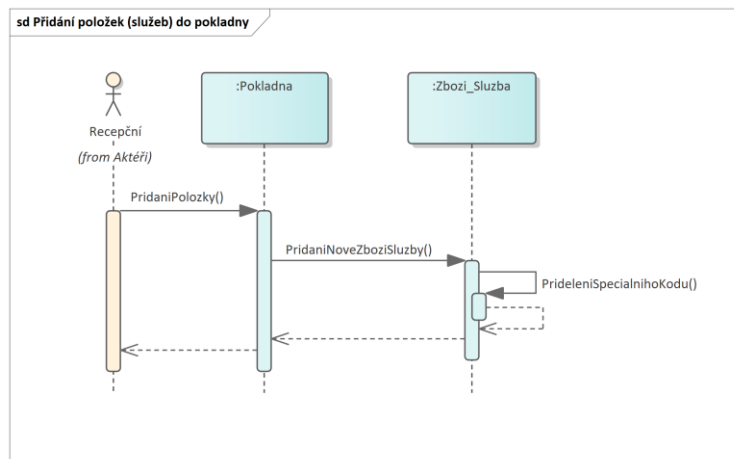 sd Přidání položek (služeb) do pokladny
:Pokladna
:Zbozi_Sluzba
Recepční
(from Aktéři)
PridaniPolozky()
PridaniNoveZboziSluzby()
PrideleniSpecialnihoKodu()